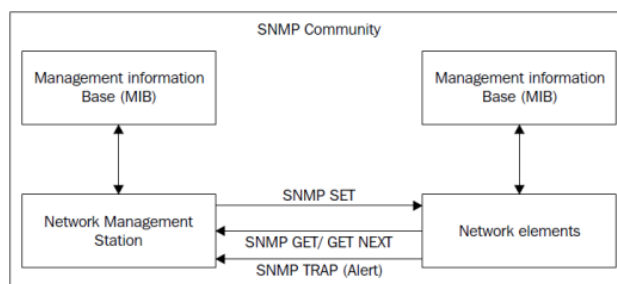 SNMP Community
Management information
Base (MIB)
Management information
Base (MIB)
SNMP SET
Network Management
Station
SNMP GET/ GET NEXT
Network elements
SNMP TRAP (Alert)